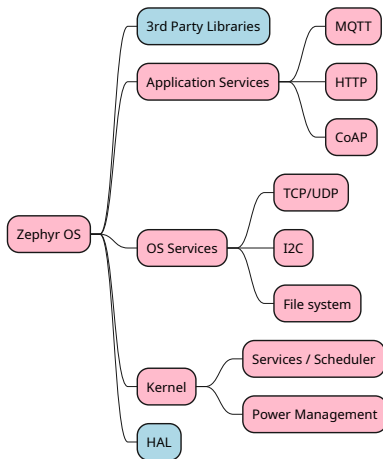 3rd Party Libraries
MQTT
Application Services
HTTP
CoAP
TCP/UDP
Zephyr OS
OS Services
I2C
File system
Services / Scheduler
Kernel
Power Management
HAL